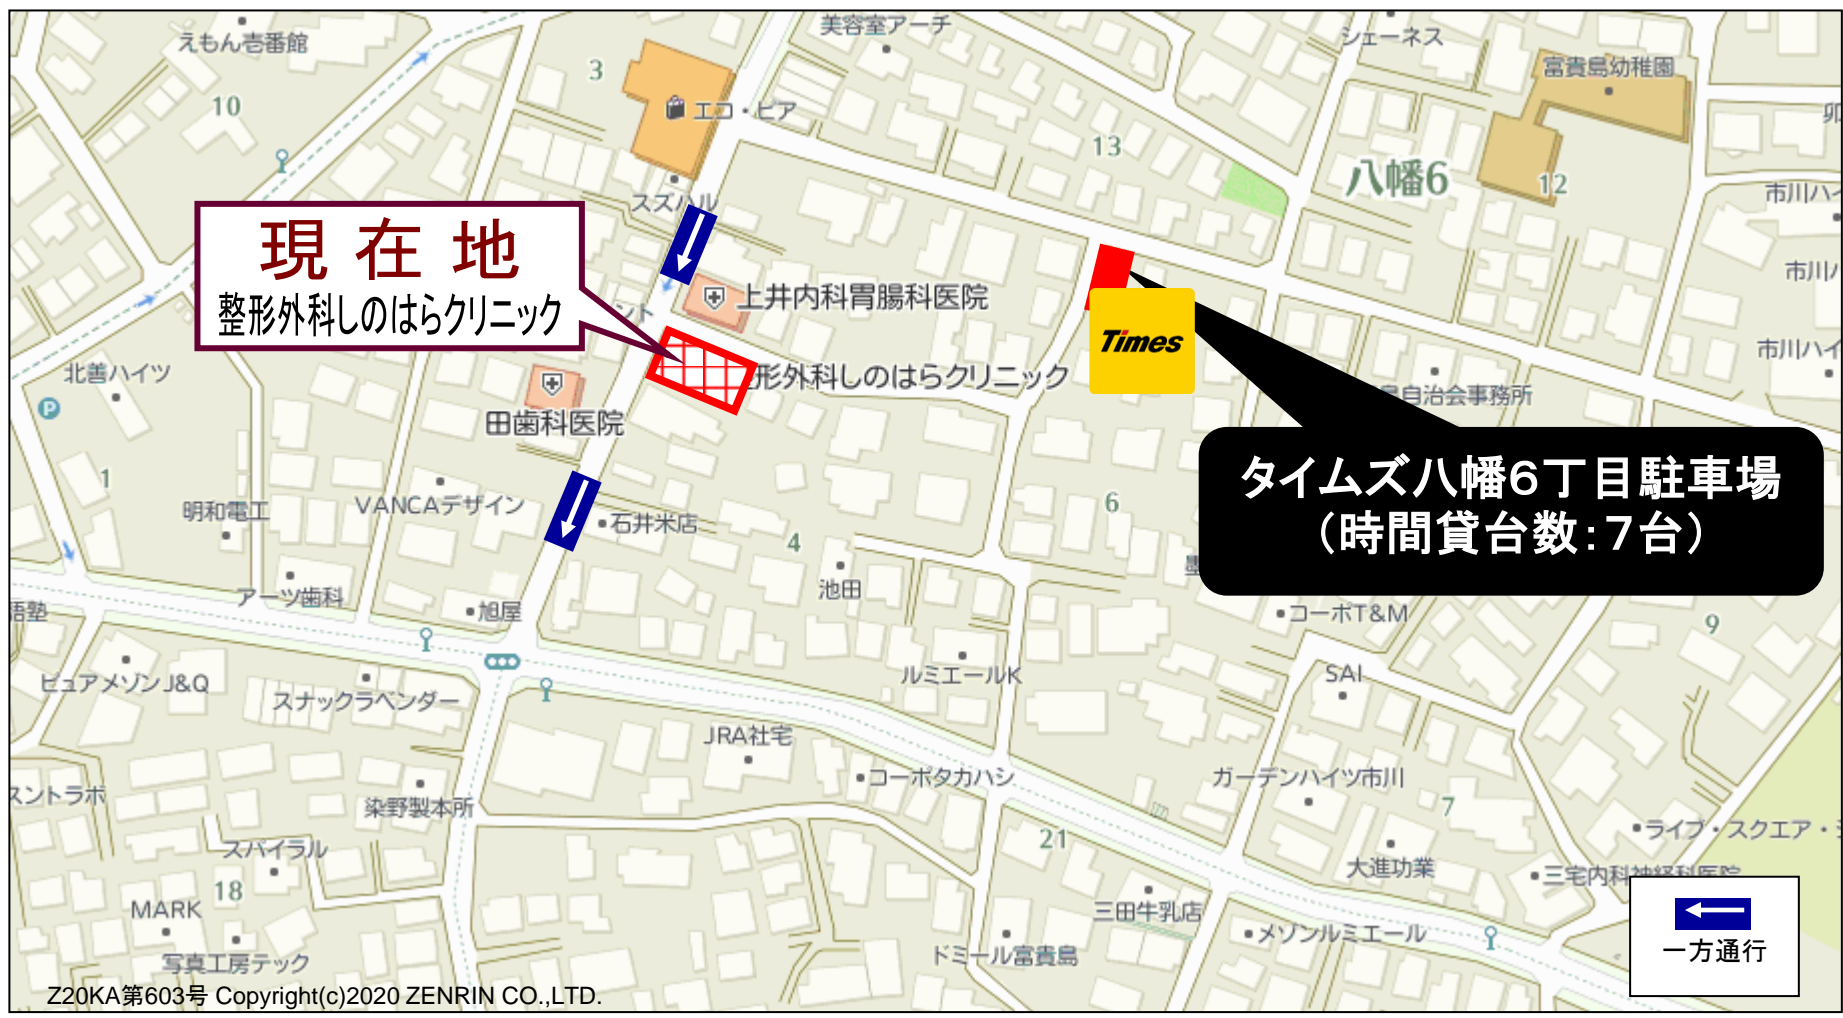 美容室アーチ
シェーネス
えもん壱番館
富貴島幼稚園
3
10
エコ・ピア
13
八幡6
12
スズハル
市川ハイ
現在地
整形外科しのはらクリニック
上井内科胃腸科医院
市川ハ
ント
Times
市川ハイ
北善ハイツ
形外科しのはらクリニック
自治会事務所
P
田歯科医院
タイムズ八幡6丁目駐車場
(時間貸台数:7台)
1
VANCAデザイン
明和電工
石井米店
6
4
池田
アーツ歯科
旭屋
コーポT&M
語塾
9
ルミエールK
SAI
ピュアメゾンJ&Q
スナックラベンダー
JRA社宅
コーポタカハシ
ガーデンハイツ市川
スントラボ
染野製本所
7
ライブ・スクエア・
21
スパイラル
大進功業
三宅内科神経科医院
18
MARK
三田牛乳店
メゾンルミエール
ドミール富貴島
写真工房テック
一方通行
Z20KA第603号 Copyright(c)2020 ZENRIN CO.,LTD.